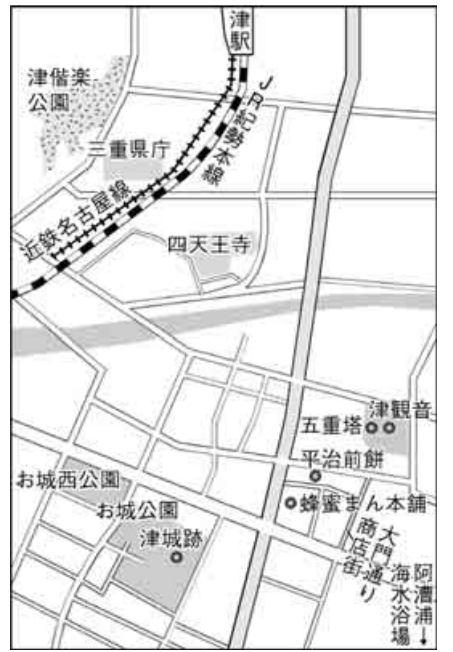 津駅
津偕楽
公園
JR紀勢本線
三重県庁
近鉄名古屋線
四天王寺
津観音
五重塔
平治煎餅
お城西公園
蜂蜜まん本舗
お城公園
津城跡
大門通り
商店街
阿漕浦↓
海水浴場